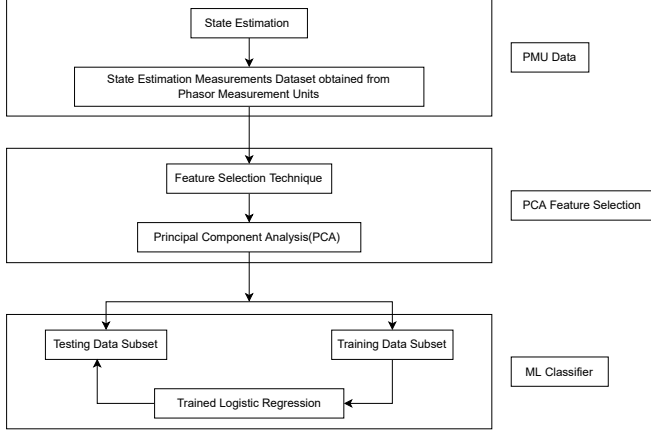 State Estimation
State Estimation Measurements Dataset obtained from
Phasor Measurement Units
PMU Data
Feature Selection Technique
Principal Component Analysis(PCA)
PCA Feature Selection
Testing Data Subset
Training Data Subset
Trained Logistic Regression
ML Classifier